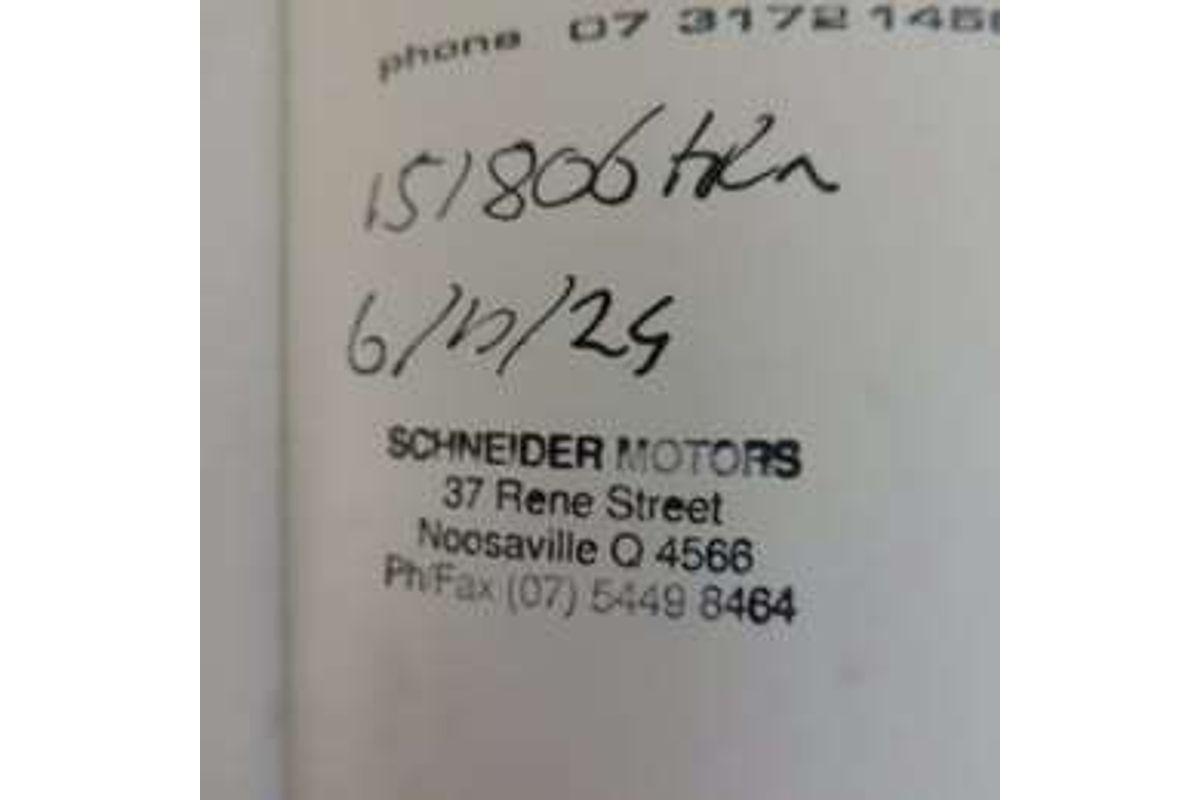 phone 07 3172 145
151806 km
6/10/24
SCHNEIDER MOTORS
37 Rene Street
Noosaville Q 4566
Ph/Fax (07) 5449 8464